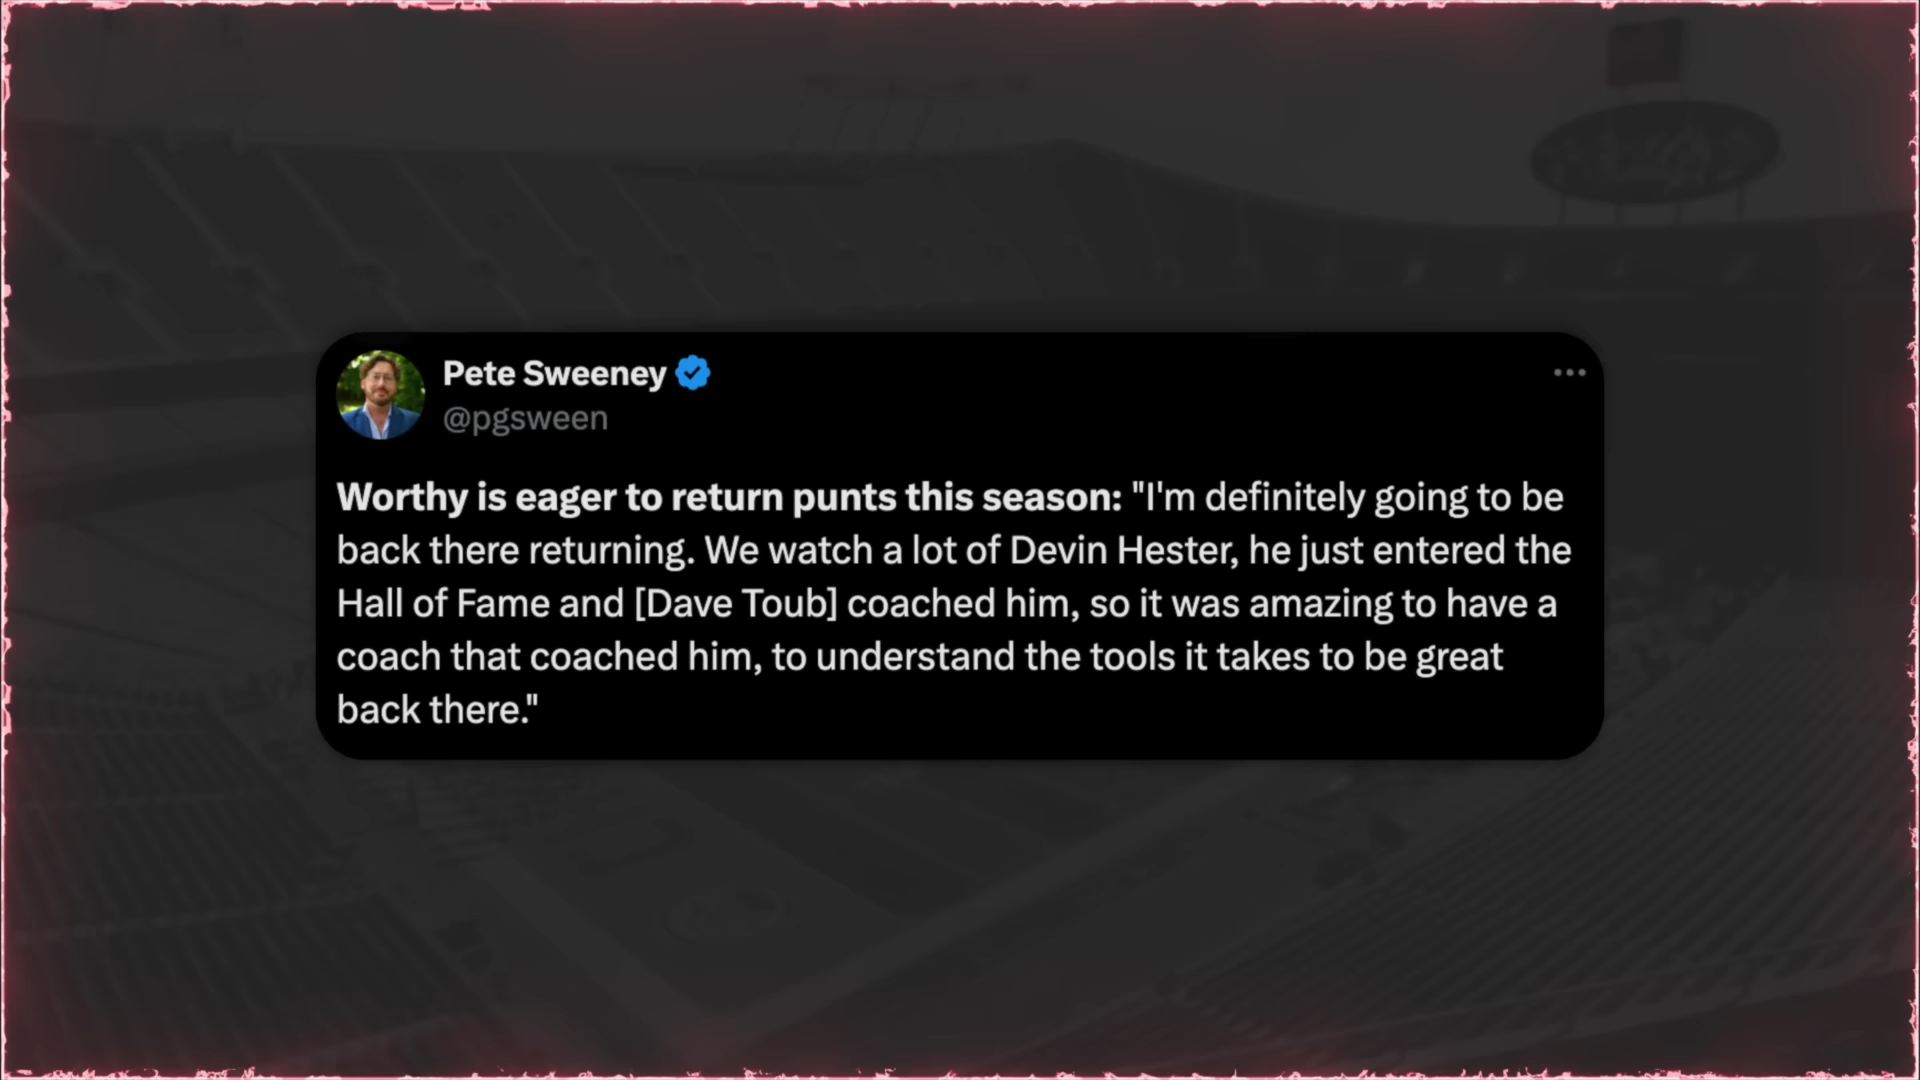 Pete Sweeney
@pgsween
Worthy is eager to return punts this season: "I'm definitely going to be
back there returning. We watch a lot of Devin Hester, he just entered the
Hall of Fame and [Dave Toub] coached him, so it was amazing to have a
coach that coached him, to understand the tools it takes to be great
back there."